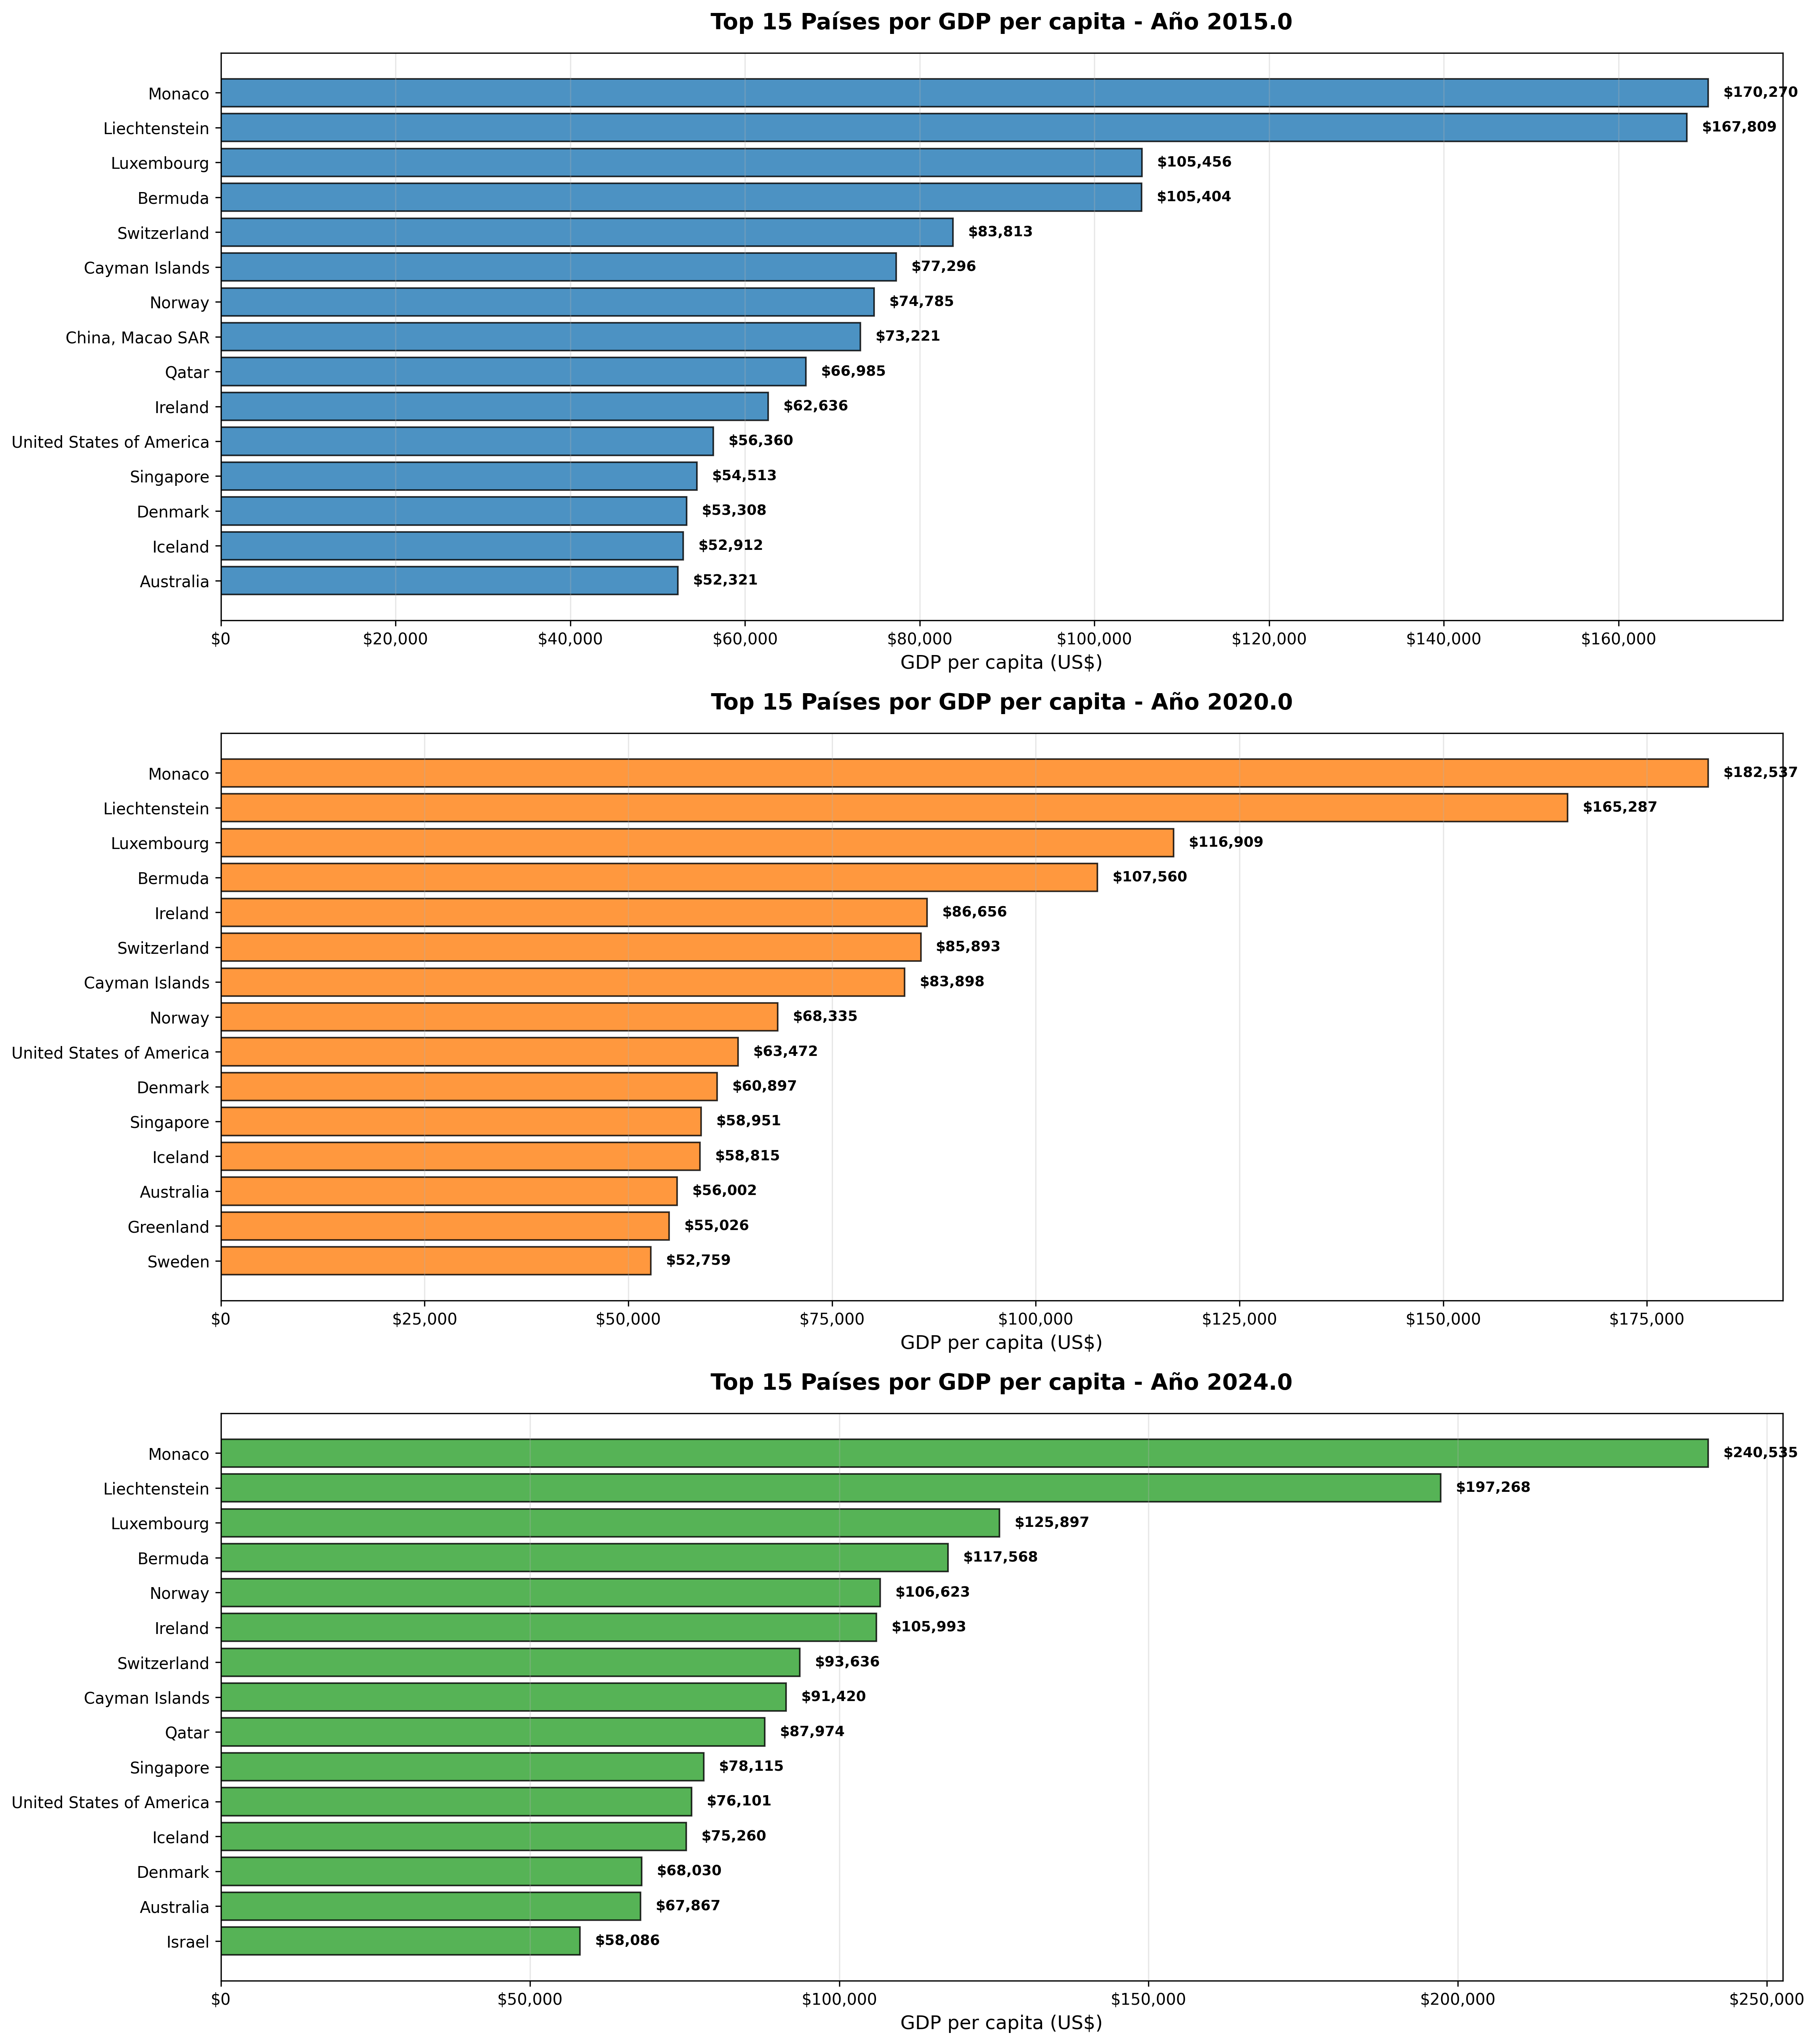 Top 15 Países por GDP per capita - Año 2015.0
Monaco $170,270
Liechtenstein $167,809
Luxembourg $105,456
Bermuda $105,404
Switzerland $83,813
Cayman Islands $77,296
Norway $74,785
China, Macao SAR $73,221
Qatar $66,985
Ireland $62,636
United States of America $56,360
Singapore $54,513
Denmark $53,308
Iceland $52,912
Australia $52,321
$0 $20,000 $40,000 $60,000 $80,000 $100,000 $120,000 $140,000 $160,000
GDP per capita (US$)
Top 15 Países por GDP per capita - Año 2020.0
Monaco $182,537
Liechtenstein $165,287
Luxembourg $116,909
Bermuda $107,560
Ireland $86,656
Switzerland $85,893
Cayman Islands $83,898
Norway $68,335
United States of America $63,472
Denmark $60,897
Singapore $58,951
Iceland $58,815
Australia $56,002
Greenland $55,026
Sweden $52,759
$0 $25,000 $50,000 $75,000 $100,000 $125,000 $150,000 $175,000
GDP per capita (US$)
Top 15 Países por GDP per capita - Año 2024.0
Monaco $240,535
Liechtenstein $197,268
Luxembourg $125,897
Bermuda $117,568
Norway $106,623
Ireland $105,993
Switzerland $93,636
Cayman Islands $91,420
Qatar $87,974
Singapore $78,115
United States of America $76,101
Iceland $75,260
Denmark $68,030
Australia $67,867
Israel $58,086
$0 $50,000 $100,000 $150,000 $200,000 $250,000
GDP per capita (US$)